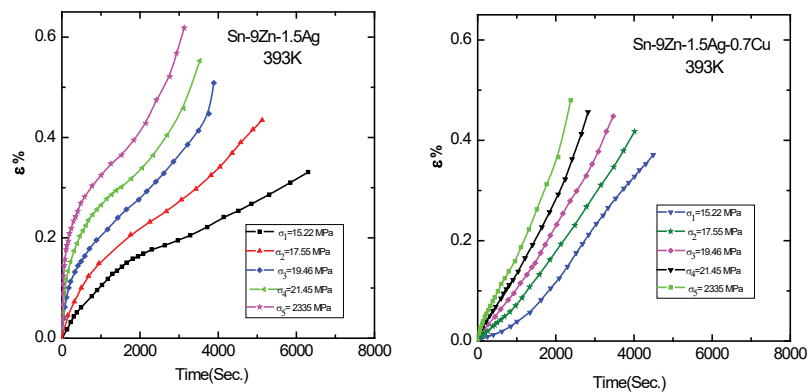 Sn-9Zn-1.5Ag
393K
ε%
0.6
0.4
0.2
0.0
σ1=15.22 MPa
σ2=17.55 MPa
σ3=19.46 MPa
σ4=21.45 MPa
σ5= 2335 MPa
0 2000 4000 6000 8000
Time(Sec.)
Sn-9Zn-1.5Ag-0.7Cu
393K
ε%
0.6
0.4
0.2
0.0
σ1=15.22 MPa
σ2=17.55 MPa
σ3=19.46 MPa
σ4=21.45 MPa
σ5= 2335 MPa
0 2000 4000 6000 8000
Time(Sec.)